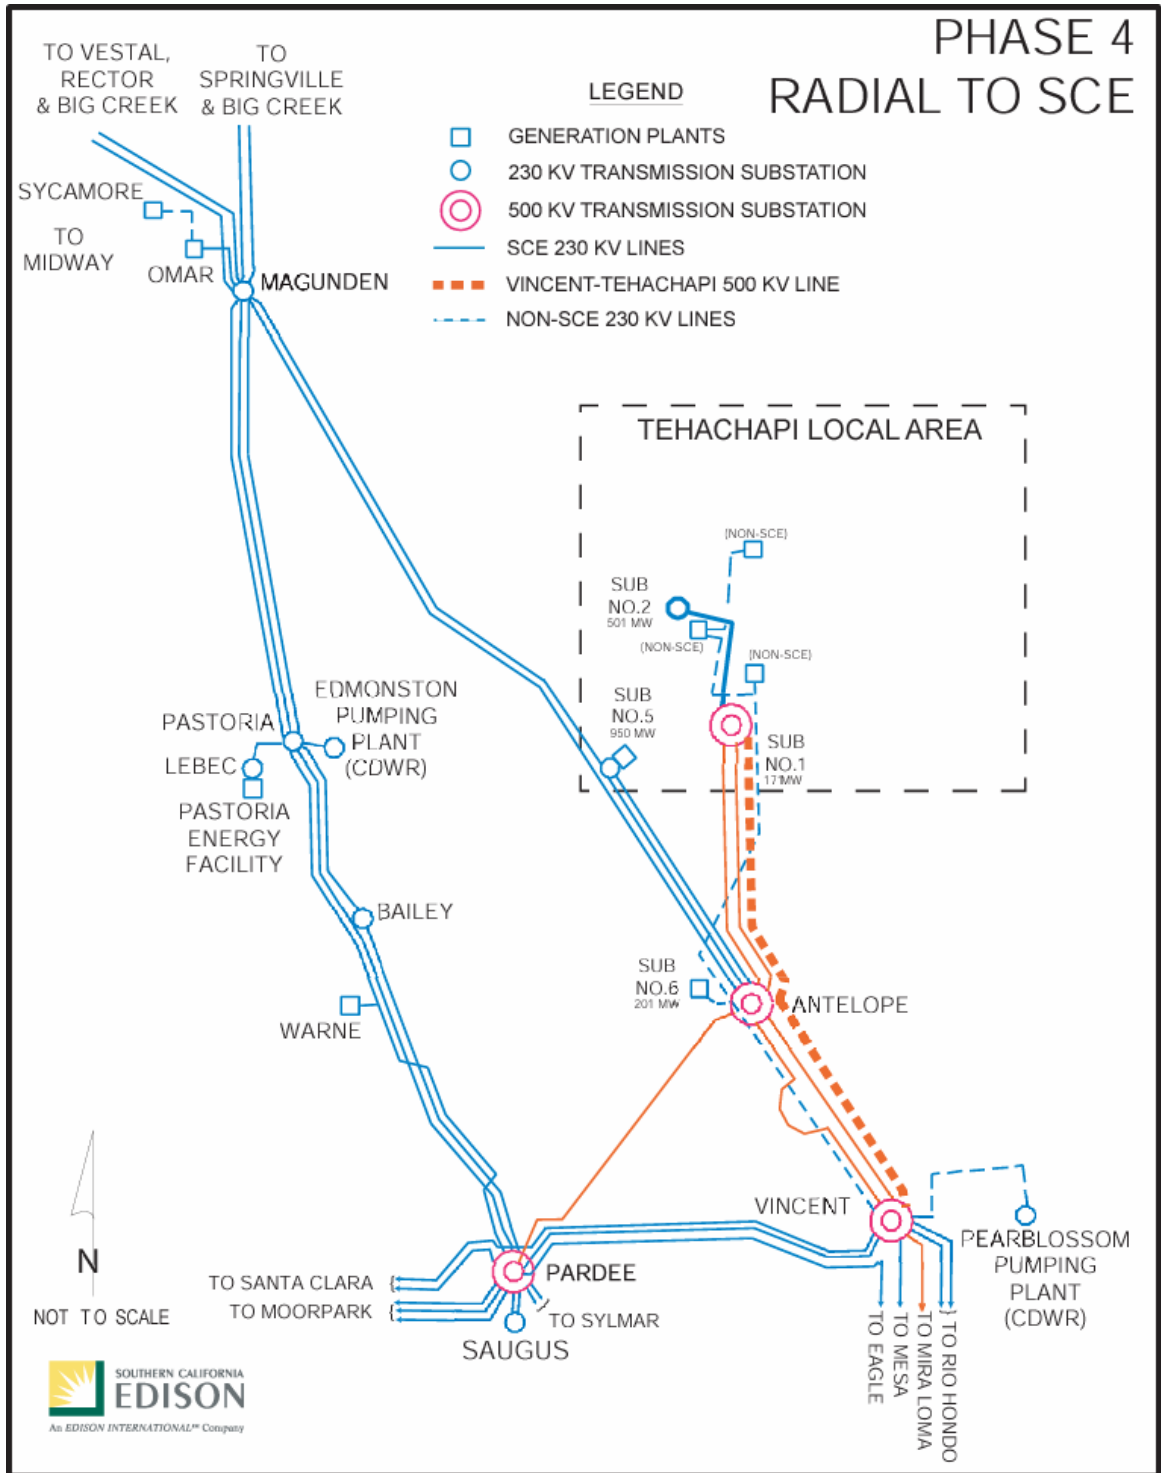 PHASE 4
RADIAL TO SCE
TO VESTAL,
RECTOR
& BIG CREEK
TO
SPRINGVILLE
& BIG CREEK
LEGEND
GENERATION PLANTS
230 KV TRANSMISSION SUBSTATION
500 KV TRANSMISSION SUBSTATION
SCE 230 KV LINES
VINCENT-TEHACHAPI 500 KV LINE
NON-SCE 230 KV LINES
SYCAMORE
TO
MIDWAY
OMAR
MAGUNDEN
TEHACHAPI LOCAL AREA
(NON-SCE)
SUB
NO.2
501 MW
(NON-SCE)
(NON-SCE)
SUB
NO.5
950 MW
SUB
NO.1
171MW
EDMONSTON
PUMPING
PLANT
(CDWR)
PASTORIA
LEBEC
PASTORIA
ENERGY
FACILITY
BAILEY
SUB
NO.6
201 MW
ANTELOPE
WARNE
VINCENT
PEARBLOSSOM
PUMPING
PLANT
(CDWR)
N
NOT TO SCALE
PARDEE
TO SANTA CLARA {
TO MOORPARK {
} TO SYLMAR
SAUGUS
TO EAGLE
TO MESA
TO MIRA LOMA
} TO RIO HONDO
SOUTHERN CALIFORNIA
EDISON
An EDISON INTERNATIONAL℠ Company